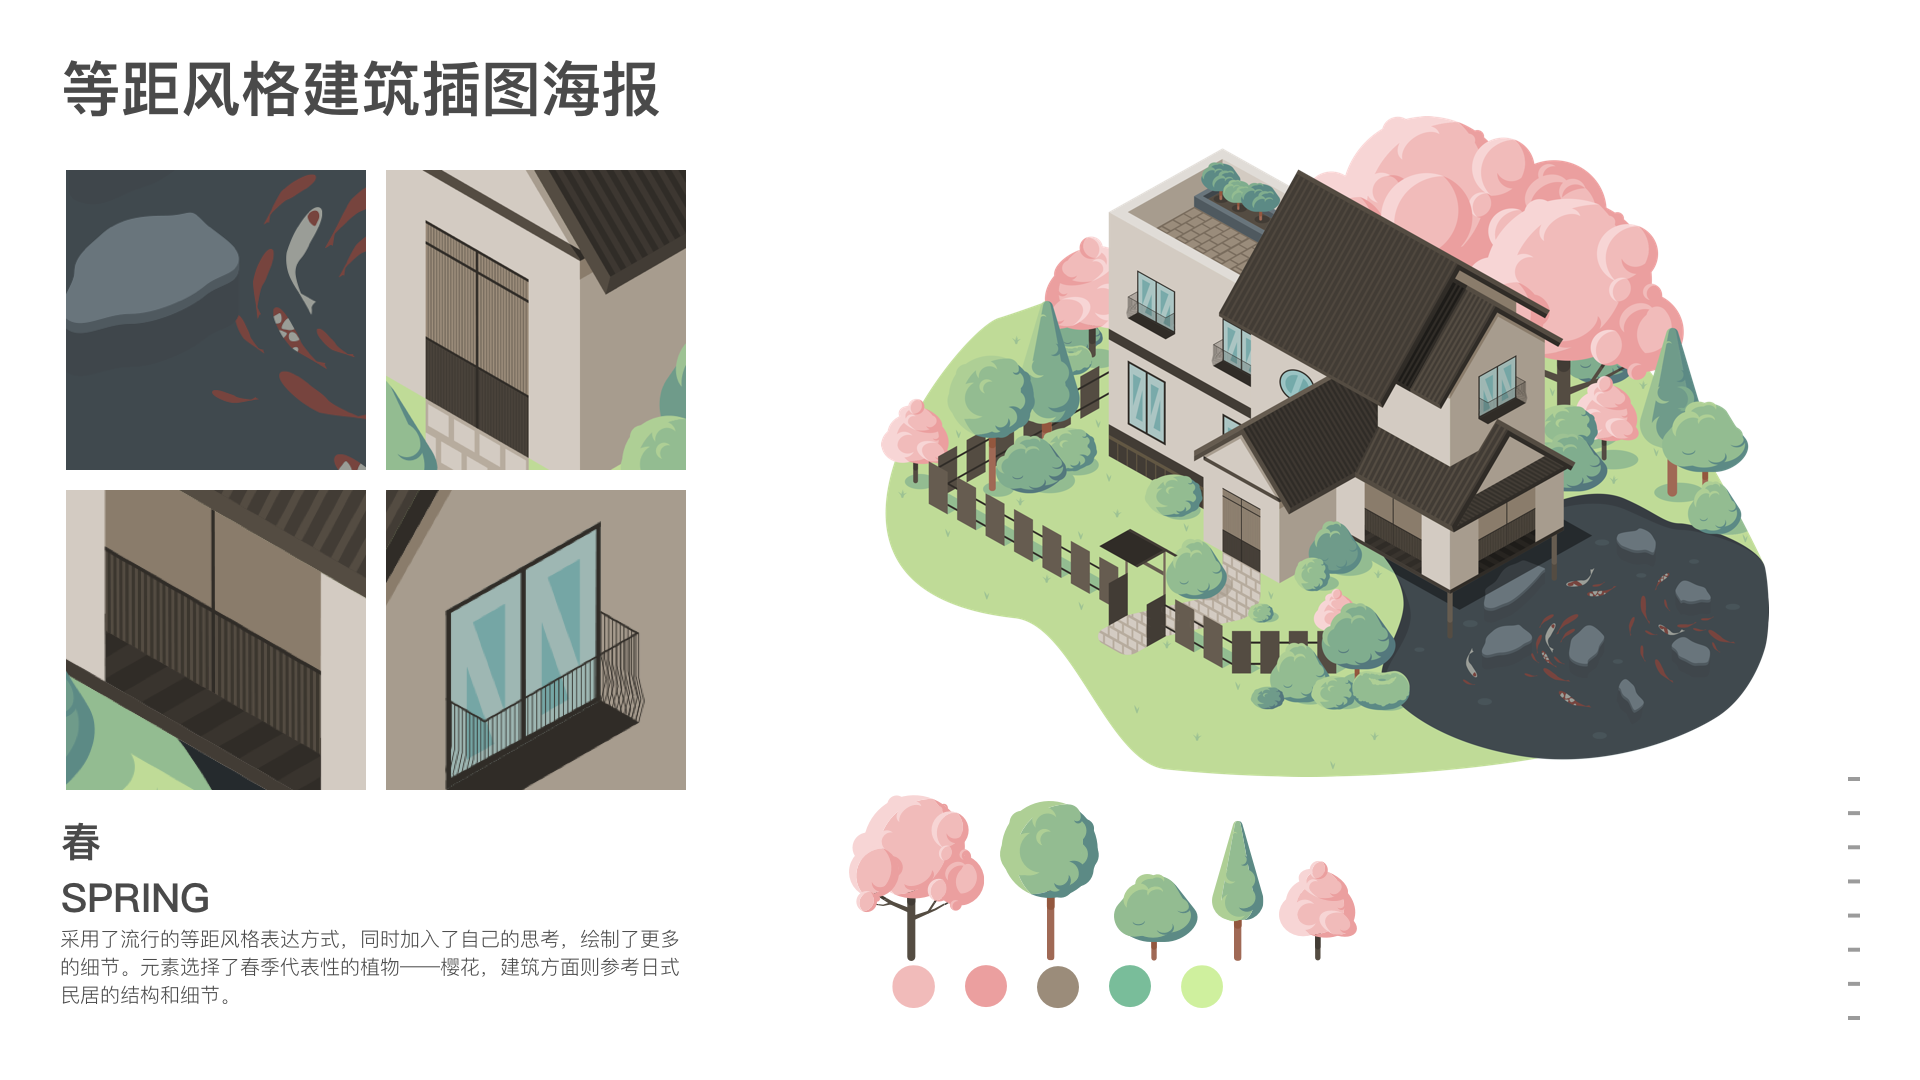 等距风格建筑插图海报
春
SPRING
采用了流行的等距风格表达方式，同时加入了自己的思考，绘制了更多
的细节。元素选择了春季代表性的植物——樱花，建筑方面则参考日式
民居的结构和细节。